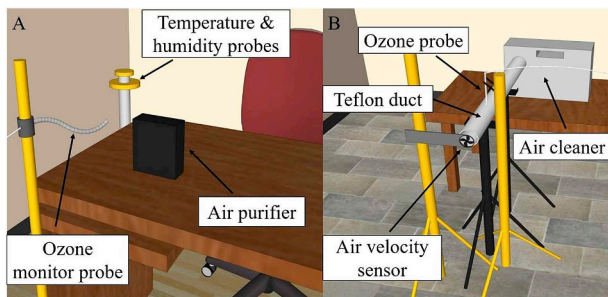 A
Temperature &
humidity probes
Air purifier
Ozone
monitor probe
B
Ozone probe
Teflon duct
Air cleaner
Air velocity
sensor